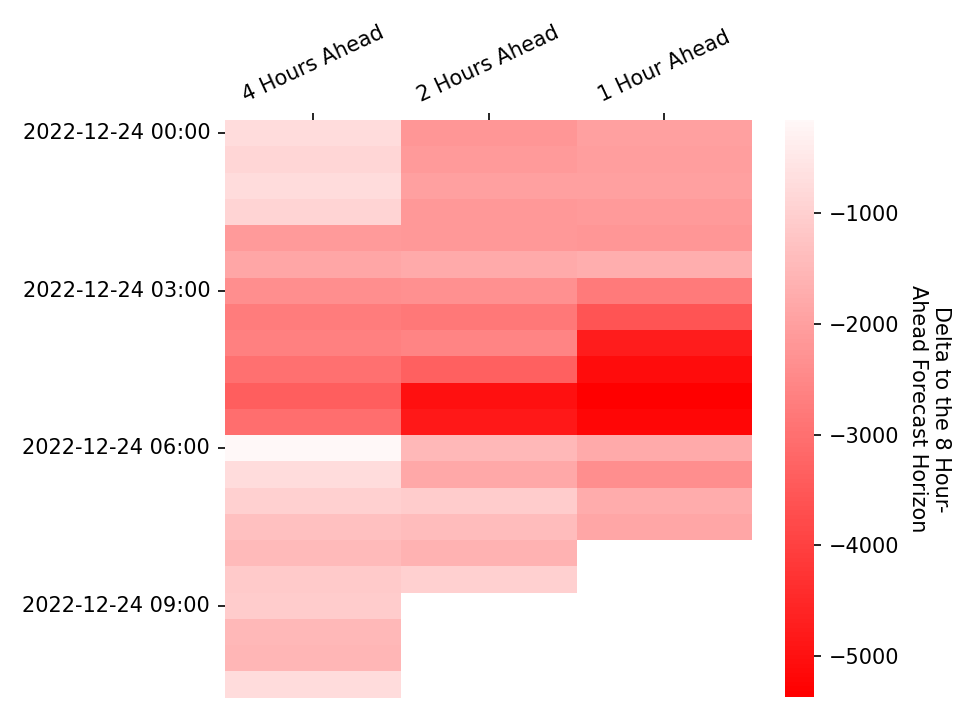 4 Hours Ahead
2 Hours Ahead
1 Hour Ahead
2022-12-24 00:00
2022-12-24 03:00
2022-12-24 06:00
2022-12-24 09:00
−1000
−2000
−3000
−4000
−5000
Delta to the 8 Hour-
Ahead Forecast Horizon